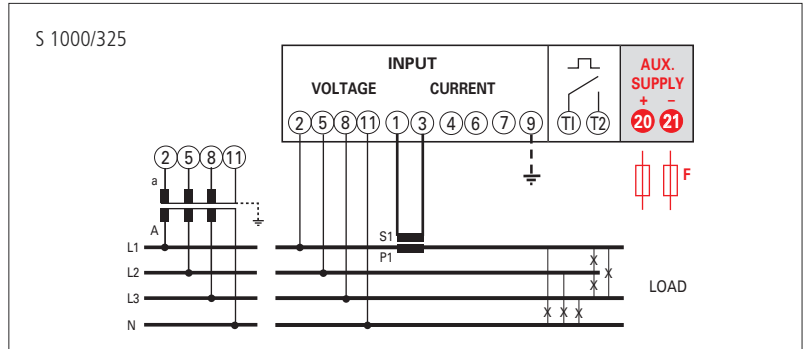 S 1000/325
INPUT
VOLTAGE CURRENT
AUX.
SUPPLY
+ −
2 5 8 11 1 3 4 6 7 9 T1 T2 20 21
F
2 5 8 11
a
A
S1
P1
L1
L2
L3
N
X
X X
X
X X X
LOAD